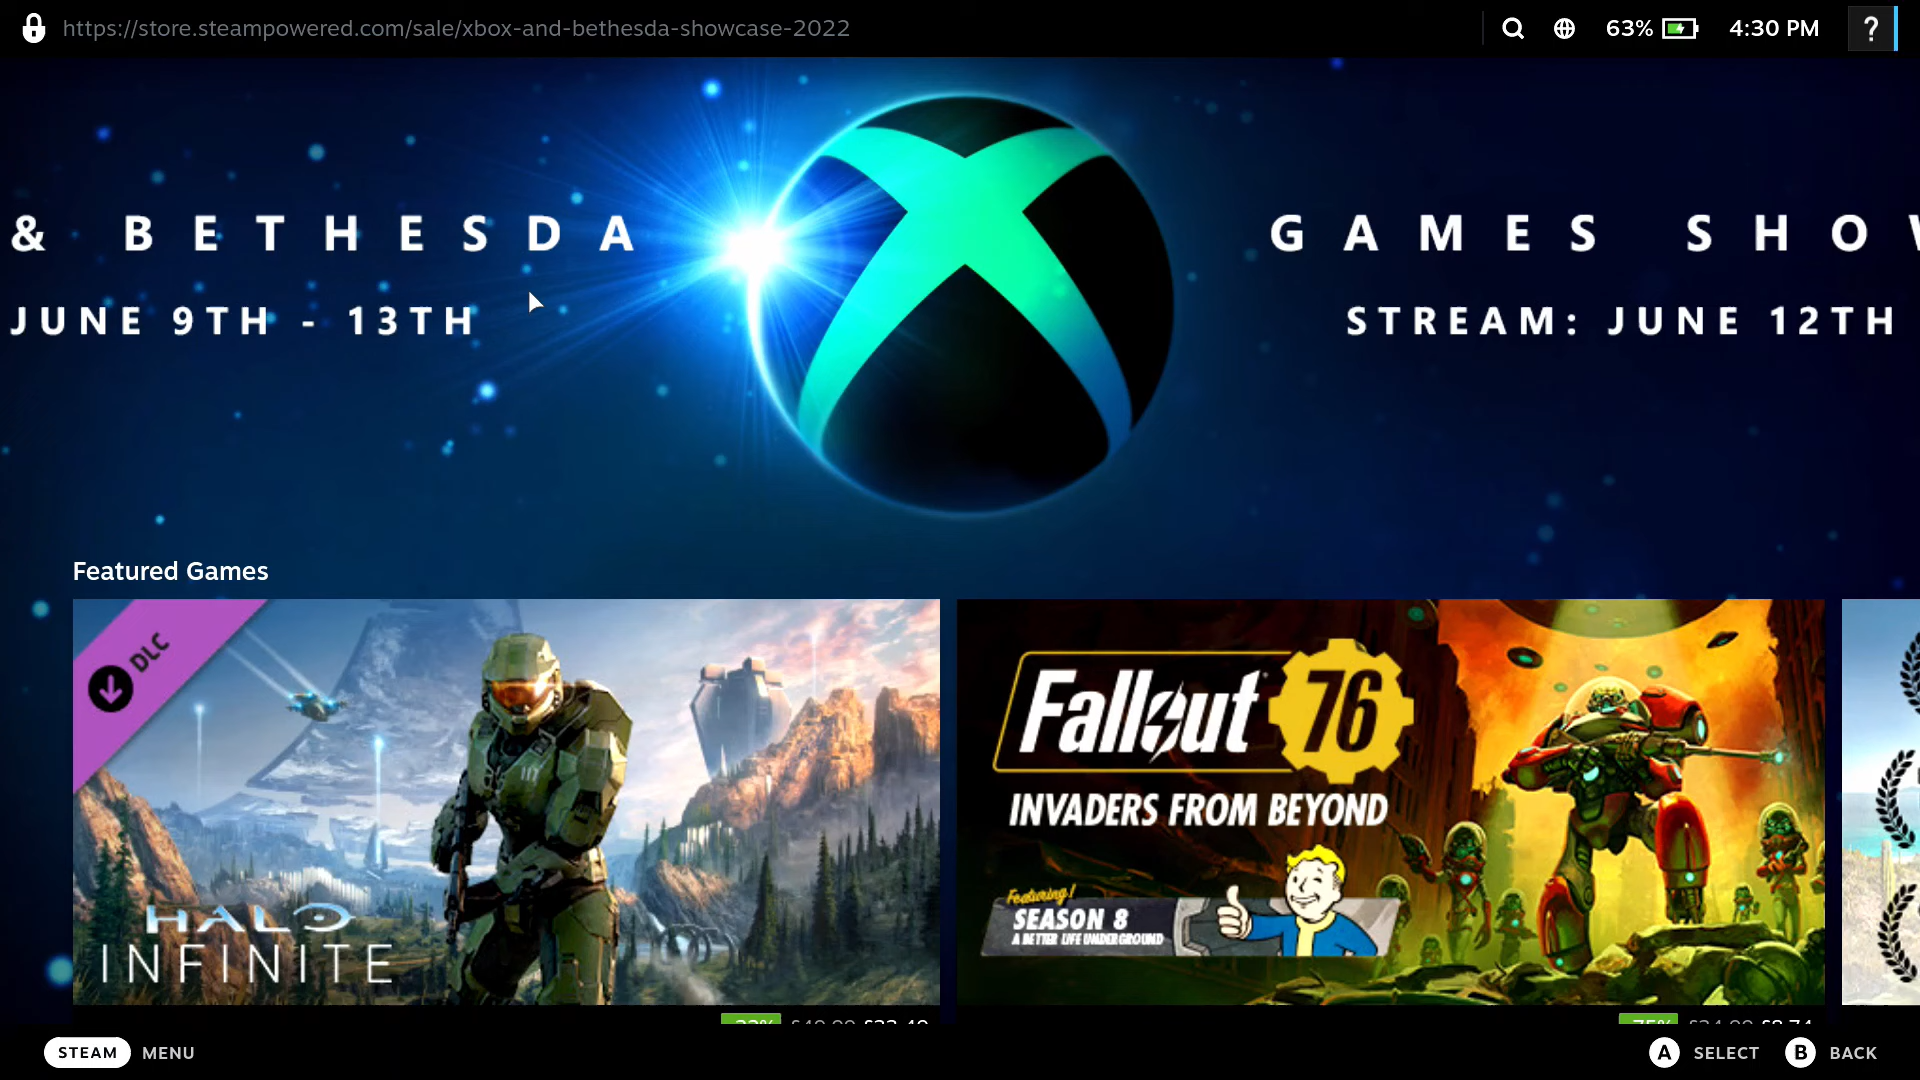 https://store.steampowered.com/sale/xbox-and-bethesda-showcase-2022
63%
4:30 PM
?
& BETHESDA
GAMES SHO
JUNE 9TH - 13TH
STREAM: JUNE 12TH
Featured Games
DLC
117
HALO
INFINITE
Fallout 76
INVADERS FROM BEYOND
Featuring!
SEASON 8
A BETTER LIFE UNDERGROUND
STEAM MENU
A SELECT B BACK